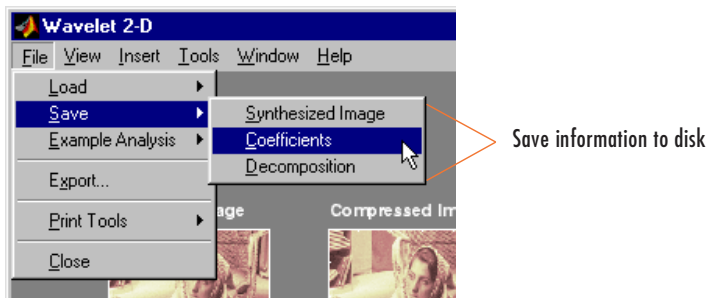 Wavelet 2-D
File View Insert Tools Window Help
Load
Save
Example Analysis
Export...
Print Tools
Close
Synthesized Image
Coefficients
Decomposition
Save information to disk
age
Compressed Im